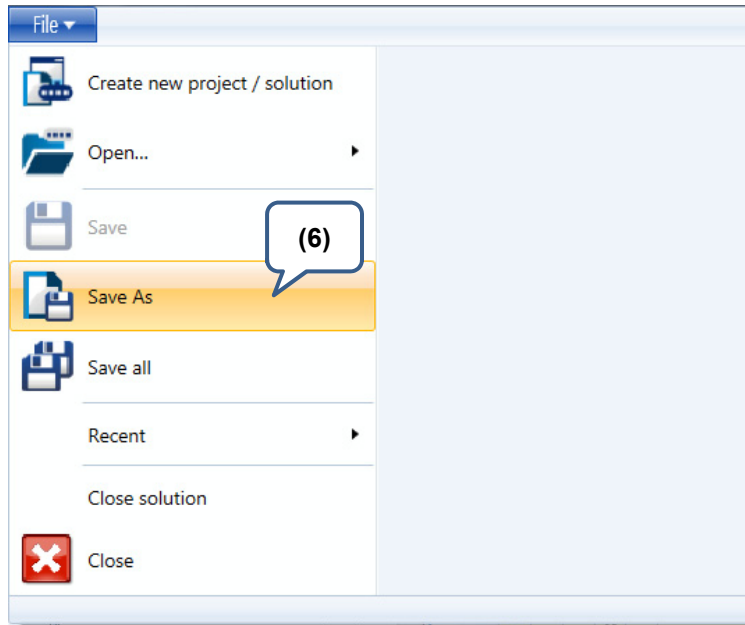 File
Create new project / solution
Open...
Save
(6)
Save As
Save all
Recent
Close solution
Close